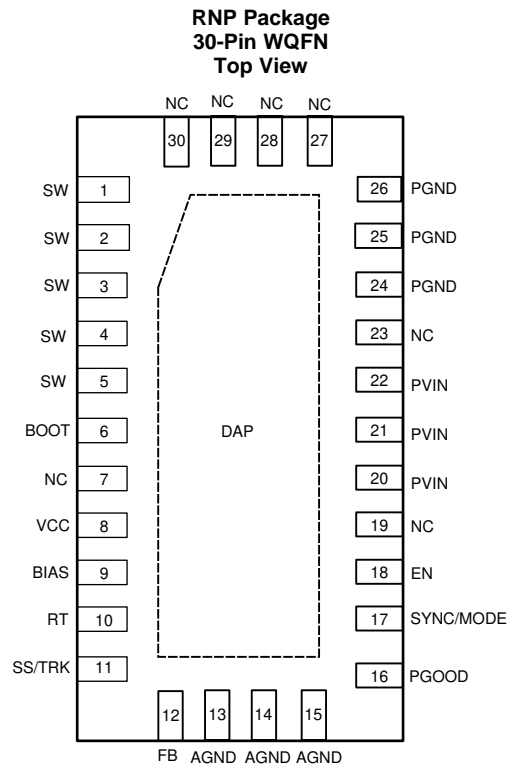 RNP Package
30-Pin WQFN
Top View
NC NC NC NC
30 29 28 27
SW 1 26 PGND
SW 2 25 PGND
SW 3 24 PGND
SW 4 23 NC
SW 5 22 PVIN
BOOT 6 DAP 21 PVIN
NC 7 20 PVIN
VCC 8 19 NC
BIAS 9 18 EN
RT 10 17 SYNC/MODE
SS/TRK 11 16 PGOOD
12 13 14 15
FB AGND AGND AGND